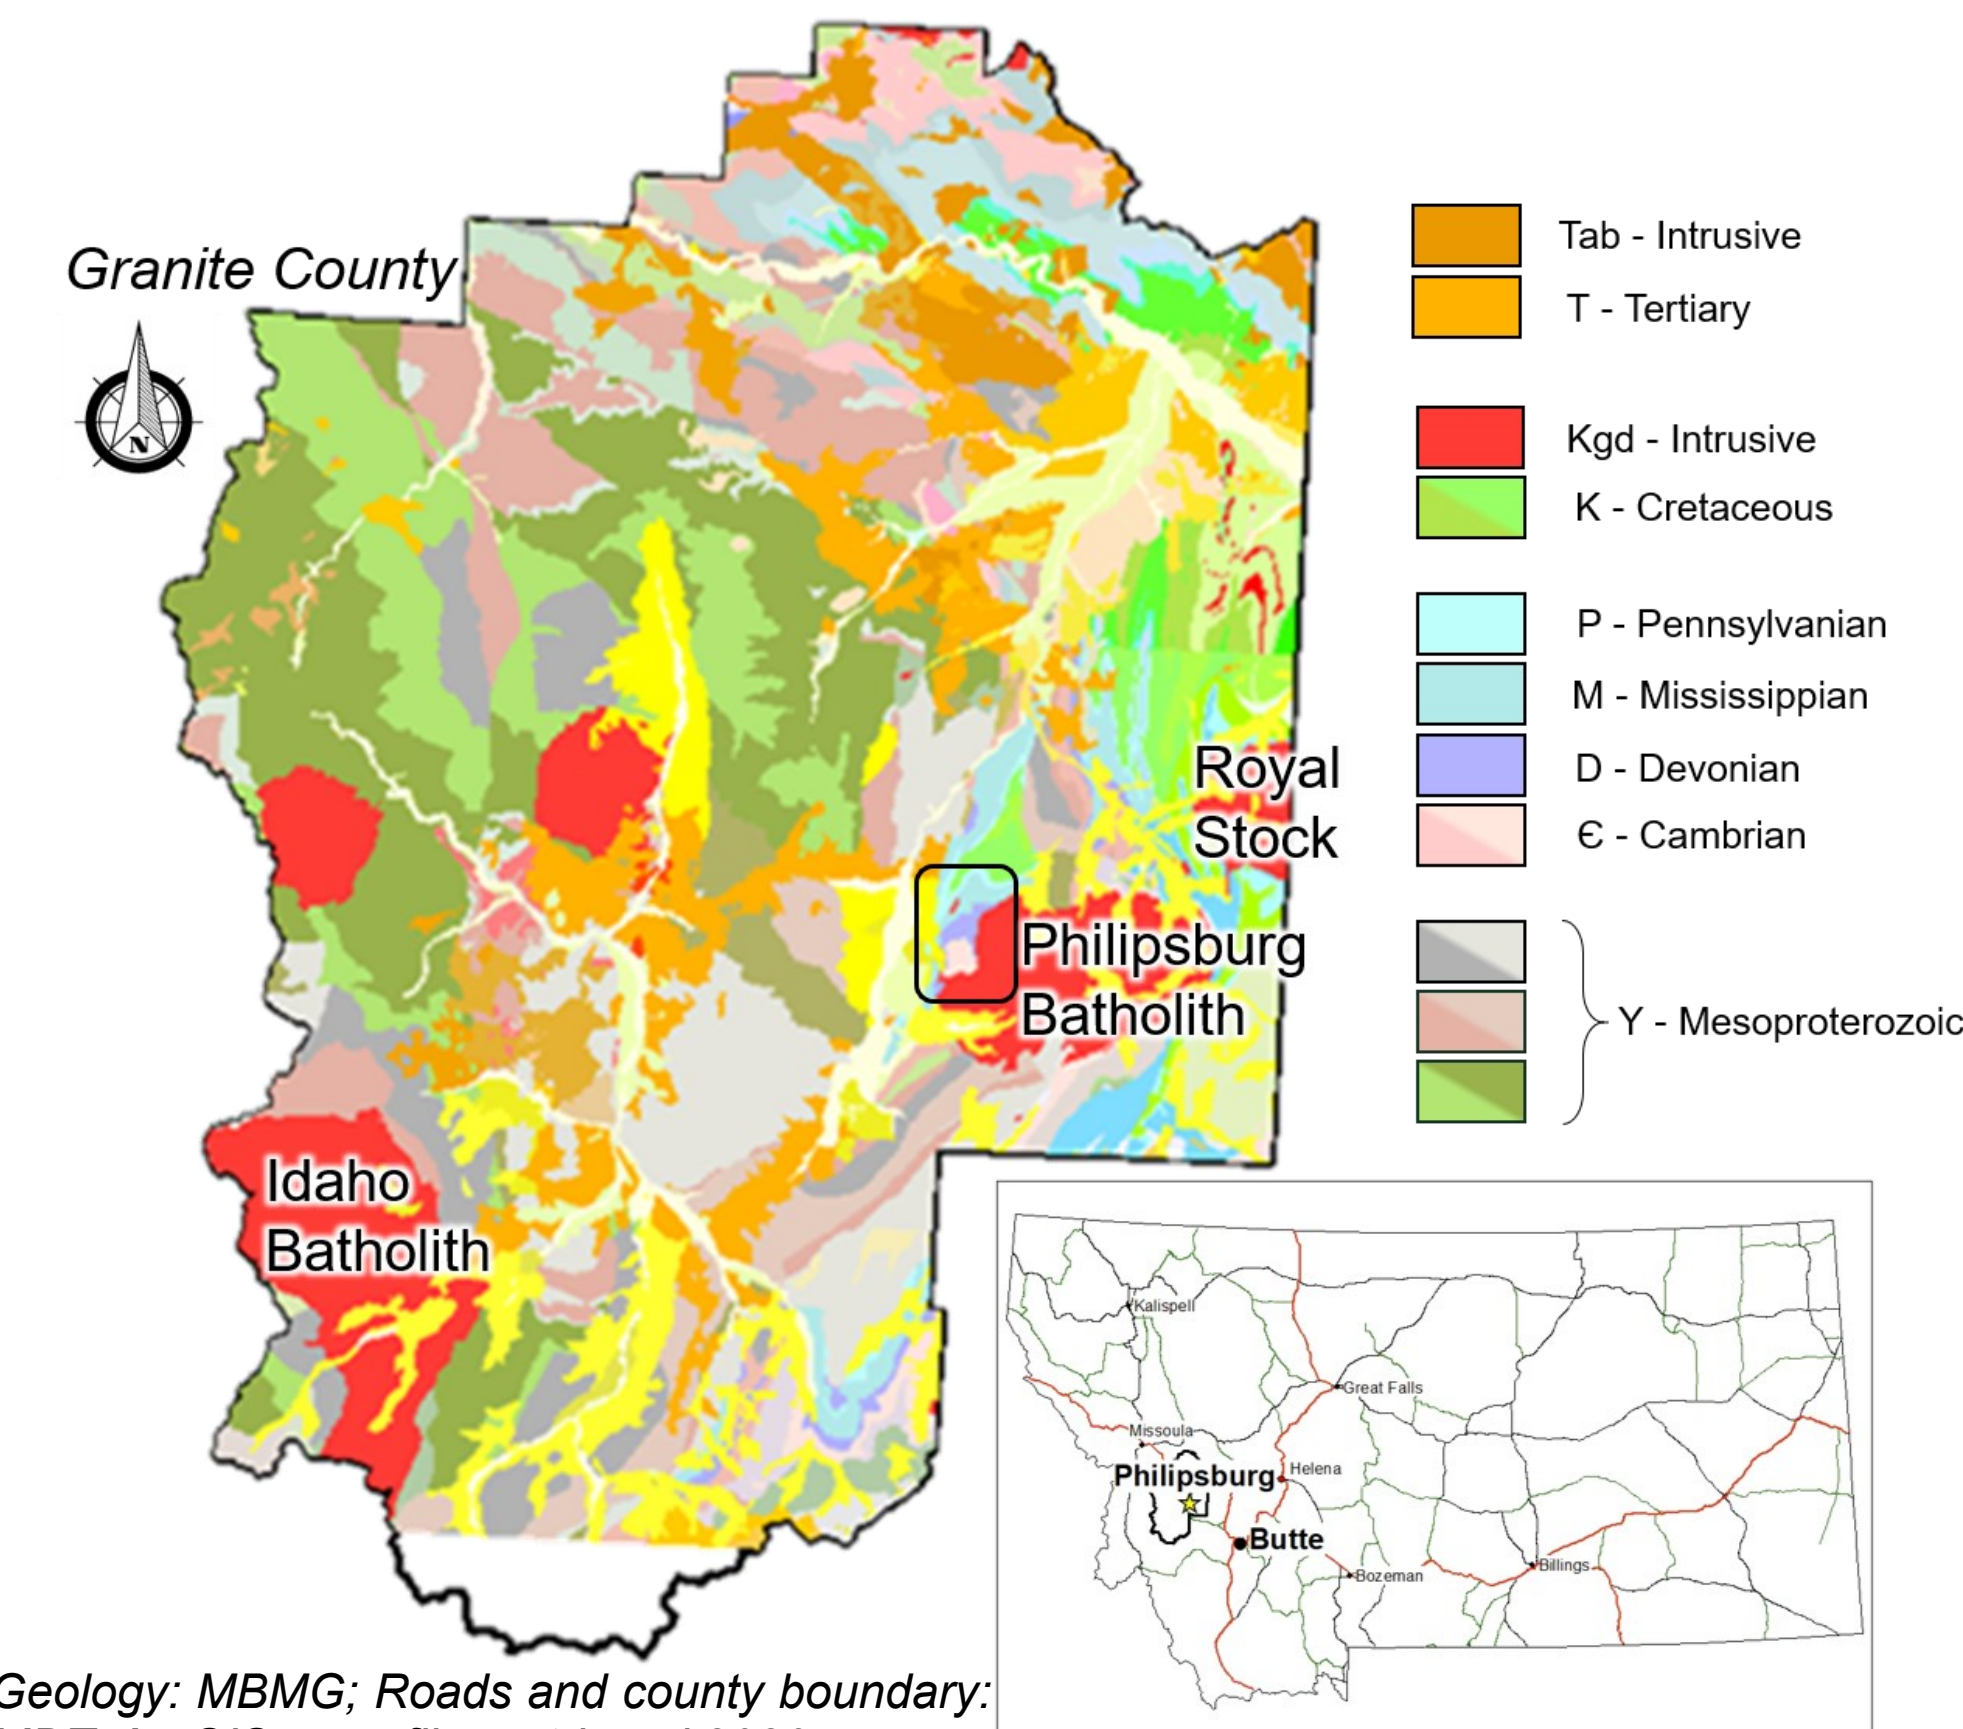 Granite County
N
Tab - Intrusive
T - Tertiary
Kgd - Intrusive
K - Cretaceous
P - Pennsylvanian
M - Mississippian
D - Devonian
Є - Cambrian
Y - Mesoproterozoic
Royal
Stock
Philipsburg
Batholith
Idaho
Batholith
Kalispell
Great Falls
Missoula
Philipsburg
Helena
Butte
Bozeman
Billings
Geology: MBMG; Roads and county boundary: